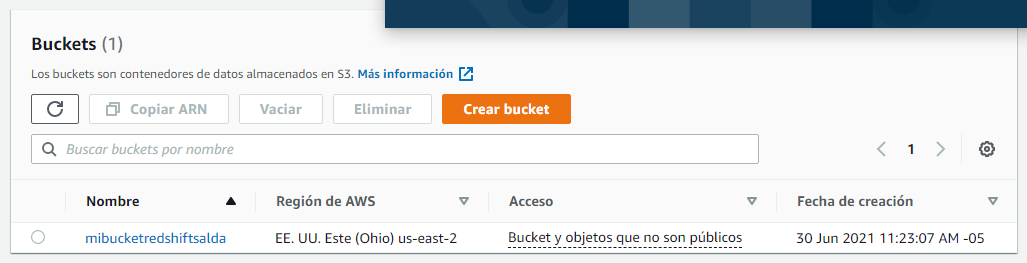 Buckets (1)
Los buckets son contenedores de datos almacenados en S3. Más información
Copiar ARN Vaciar Eliminar Crear bucket
Buscar buckets por nombre 1
Nombre Región de AWS Acceso Fecha de creación
mibucketredshiftsalda EE. UU. Este (Ohio) us-east-2 Bucket y objetos que no son públicos 30 Jun 2021 11:23:07 AM -05